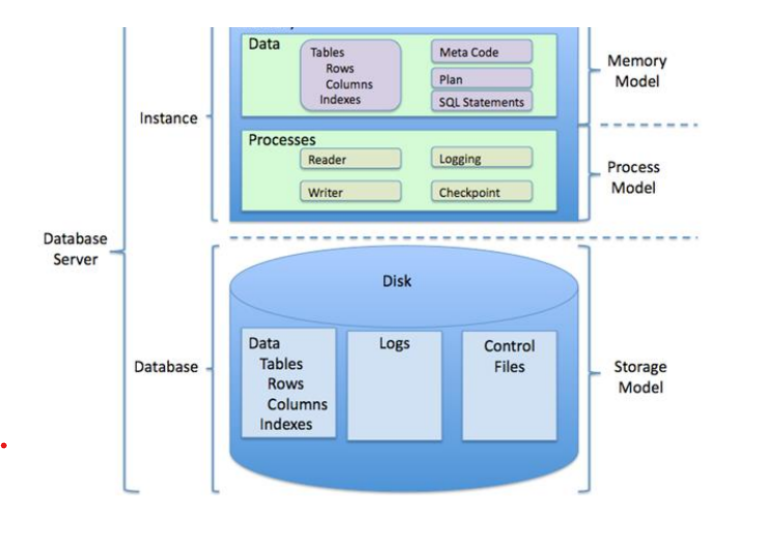 Data
Tables
Rows
Columns
Indexes
Meta Code
Plan
SQL Statements
Memory
Model
Instance
Processes
Reader
Logging
Writer
Checkpoint
Process
Model
Database
Server
Disk
Database
Data
Tables
Rows
Columns
Indexes
Logs
Control
Files
Storage
Model